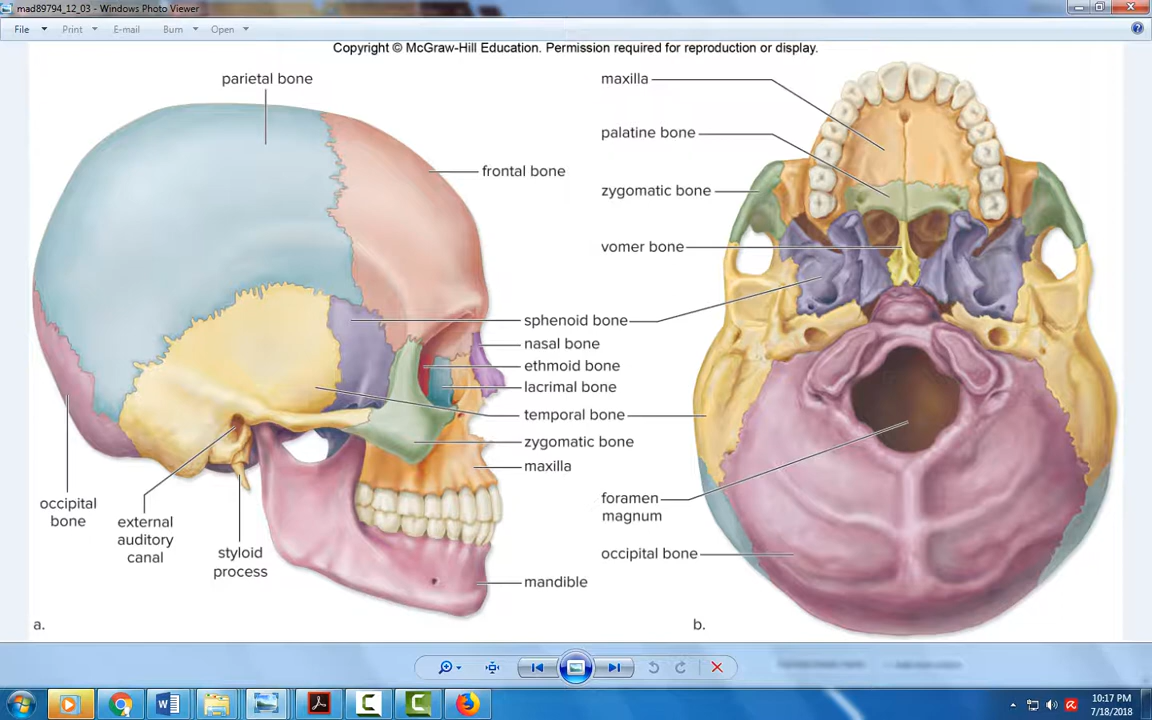 mad89794_12_03 - Windows Photo Viewer
File Print E-mail Burn Open
Copyright © McGraw-Hill Education. Permission required for reproduction or display.
parietal bone
frontal bone
sphenoid bone
nasal bone
ethmoid bone
lacrimal bone
temporal bone
zygomatic bone
maxilla
mandible
occipital
bone
external
auditory
canal
styloid
process
a.
maxilla
palatine bone
zygomatic bone
vomer bone
foramen
magnum
occipital bone
b.
10:17 PM
7/18/2018